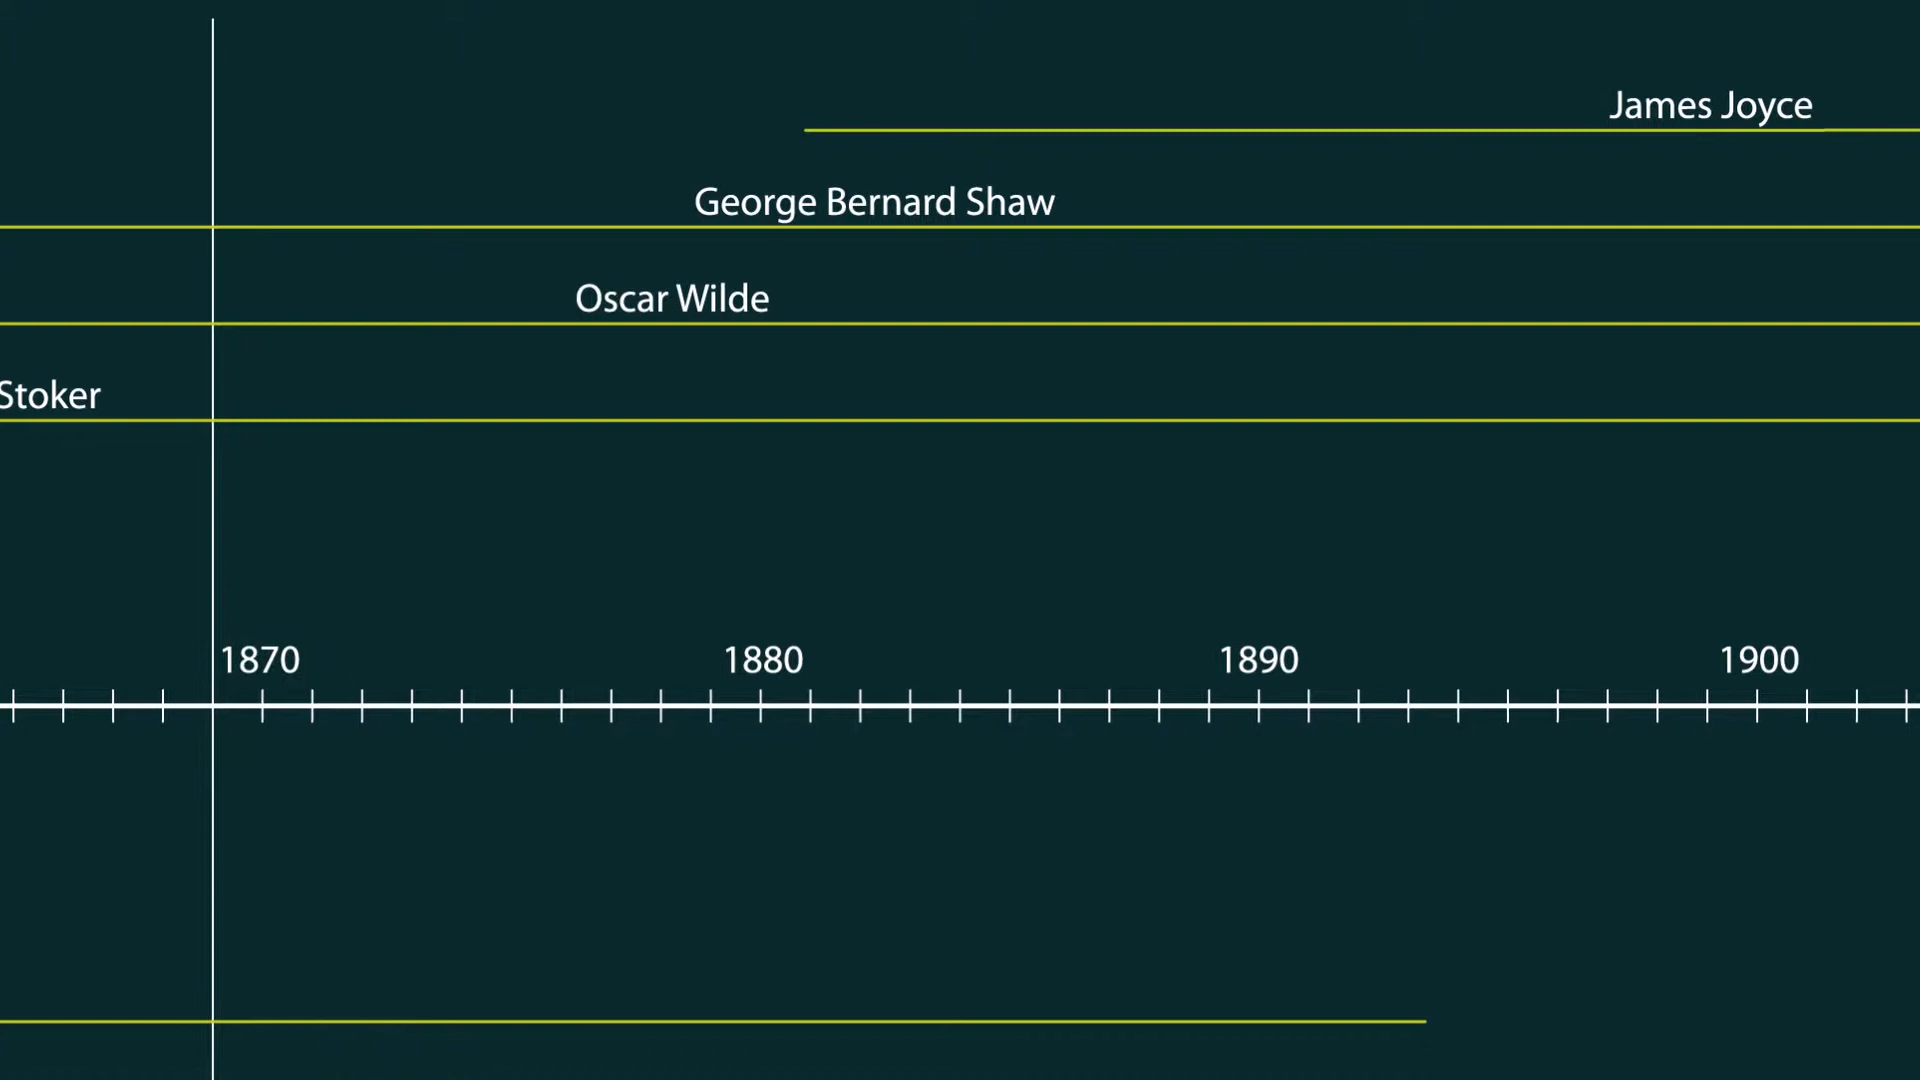 James Joyce
George Bernard Shaw
Oscar Wilde
Stoker
1870 1880 1890 1900